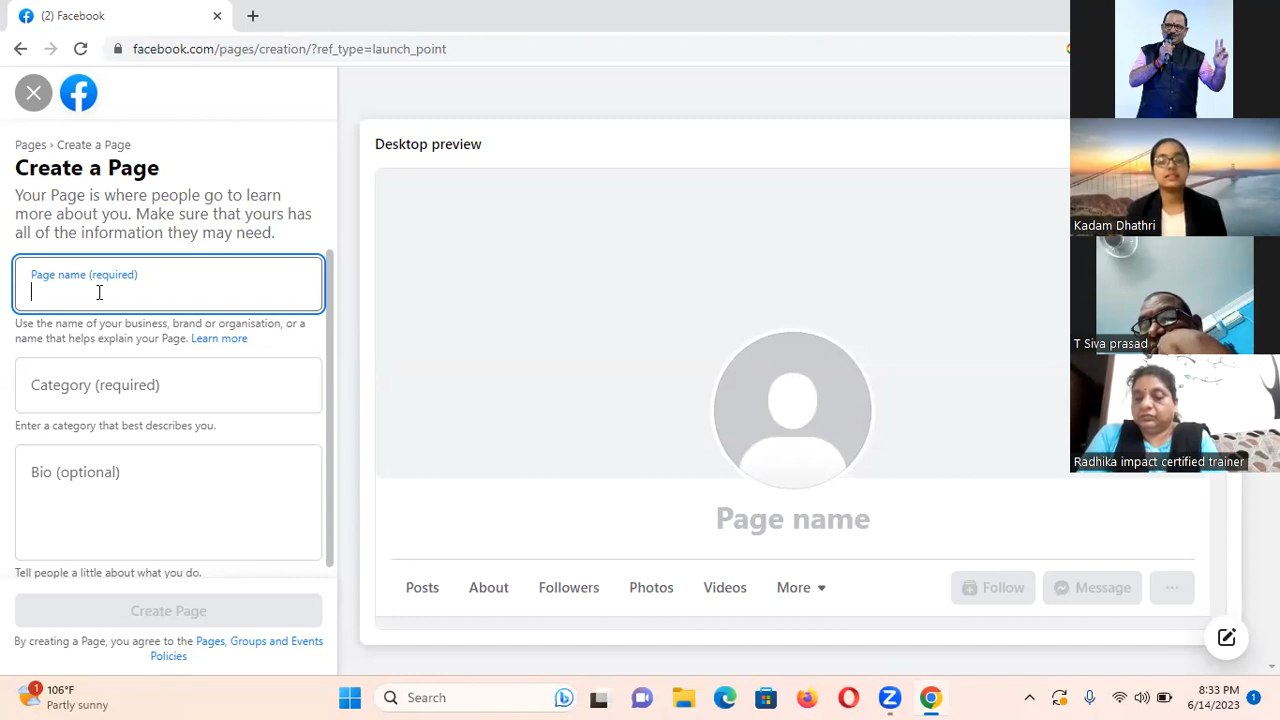 (2) Facebook
facebook.com/pages/creation/?ref_type=launch_point
Pages › Create a Page
Create a Page
Your Page is where people go to learn
more about you. Make sure that yours has
all of the information they may need.
Page name (required)
Use the name of your business, brand or organisation, or a
name that helps explain your Page. Learn more
Category (required)
Enter a category that best describes you.
Bio (optional)
Tell people a little about what you do.
Create Page
By creating a Page, you agree to the Pages, Groups and Events
Policies
Desktop preview
Page name
Posts About Followers Photos Videos More Follow Message ...
Kadam Dhathri
T Siva prasad
Radhika impact certified trainer
1
106°F
Partly sunny
Search
8:33 PM
6/14/2023
1